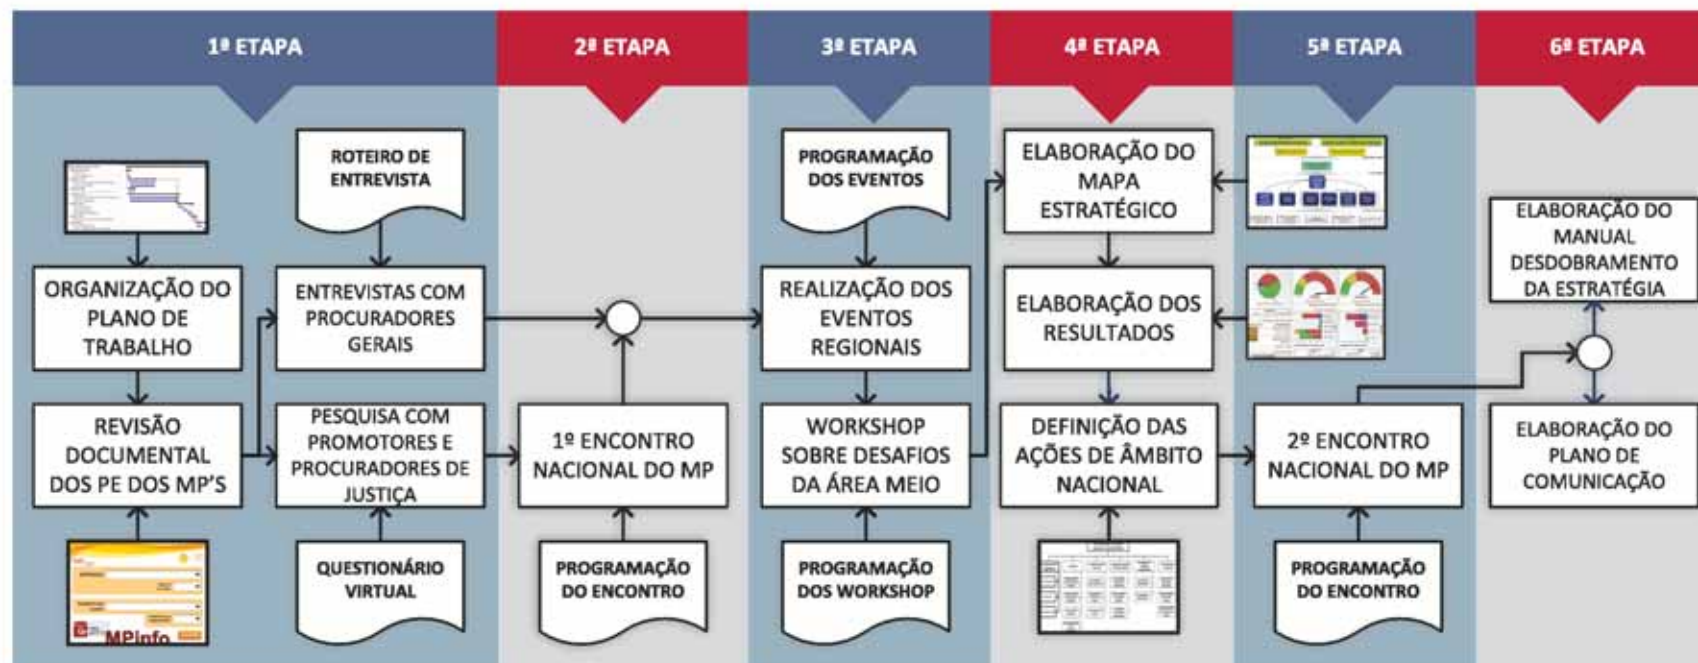 1ª ETAPA
2ª ETAPA
3ª ETAPA
4ª ETAPA
5ª ETAPA
6ª ETAPA
ROTEIRO DE
ENTREVISTA
ORGANIZAÇÃO DO
PLANO DE
TRABALHO
ENTREVISTAS COM
PROCURADORES
GERAIS
REVISÃO
DOCUMENTAL
DOS PE DOS MP'S
PESQUISA COM
PROMOTORES E
PROCURADORES DE
JUSTIÇA
MPinfo
QUESTIONÁRIO
VIRTUAL
1º ENCONTRO
NACIONAL DO MP
PROGRAMAÇÃO
DO ENCONTRO
PROGRAMAÇÃO
DOS EVENTOS
REALIZAÇÃO DOS
EVENTOS
REGIONAIS
WORKSHOP
SOBRE DESAFIOS
DA ÁREA MEIO
PROGRAMAÇÃO
DOS WORKSHOP
ELABORAÇÃO DO
MAPA
ESTRATÉGICO
ELABORAÇÃO DOS
RESULTADOS
DEFINIÇÃO DAS
AÇÕES DE ÂMBITO
NACIONAL
2º ENCONTRO
NACIONAL DO MP
PROGRAMAÇÃO
DO ENCONTRO
ELABORAÇÃO DO
MANUAL
DESDOBRAMENTO
DA ESTRATÉGIA
ELABORAÇÃO DO
PLANO DE
COMUNICAÇÃO